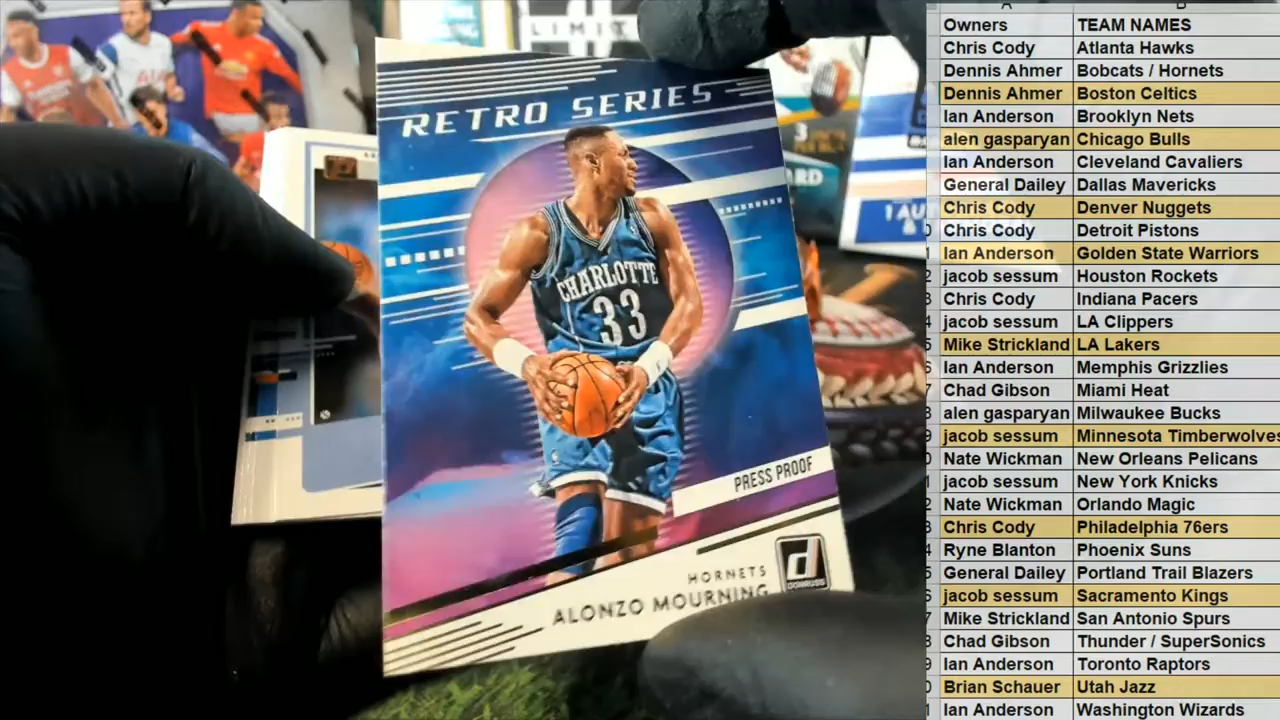 LIMIT
RETRO SERIES
CHARLOTTE
33
PRESS PROOF
HORNETS
ALONZO MOURNING
d
DONRUSS
3
1 AUT
A B
Owners TEAM NAMES
Chris Cody Atlanta Hawks
Dennis Ahmer Bobcats / Hornets
Dennis Ahmer Boston Celtics
Ian Anderson Brooklyn Nets
alen gasparyan Chicago Bulls
Ian Anderson Cleveland Cavaliers
General Dailey Dallas Mavericks
Chris Cody Denver Nuggets
Chris Cody Detroit Pistons
Ian Anderson Golden State Warriors
jacob sessum Houston Rockets
Chris Cody Indiana Pacers
jacob sessum LA Clippers
Mike Strickland LA Lakers
Ian Anderson Memphis Grizzlies
Chad Gibson Miami Heat
alen gasparyan Milwaukee Bucks
jacob sessum Minnesota Timberwolves
Nate Wickman New Orleans Pelicans
jacob sessum New York Knicks
Nate Wickman Orlando Magic
Chris Cody Philadelphia 76ers
Ryne Blanton Phoenix Suns
General Dailey Portland Trail Blazers
jacob sessum Sacramento Kings
Mike Strickland San Antonio Spurs
Chad Gibson Thunder / SuperSonics
Ian Anderson Toronto Raptors
Brian Schauer Utah Jazz
Ian Anderson Washington Wizards